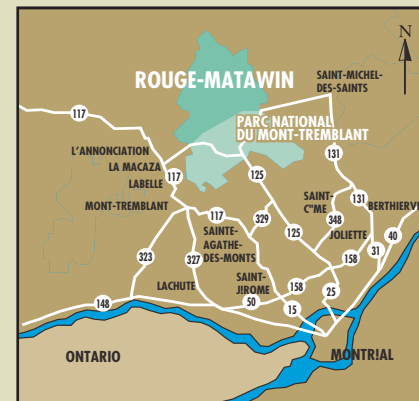 N
SAINT-MICHEL-
DES-SAINTS
ROUGE-MATAWIN
117
PARC NATIONAL
DU MONT-TREMBLANT
L'ANNONCIATION
131
LA MACAZA
117
125
LABELLE
SAINT-
C"ME
131
MONT-TREMBLANT
117
329
348
BERTHIERV
SAINTE-
AGATHE-
DES-MONTS
125
JOLIETTE
40
323
327
158
31
SAINT-
JIROME
LACHUTE
158
25
148
50
15
ONTARIO
MONTR!AL